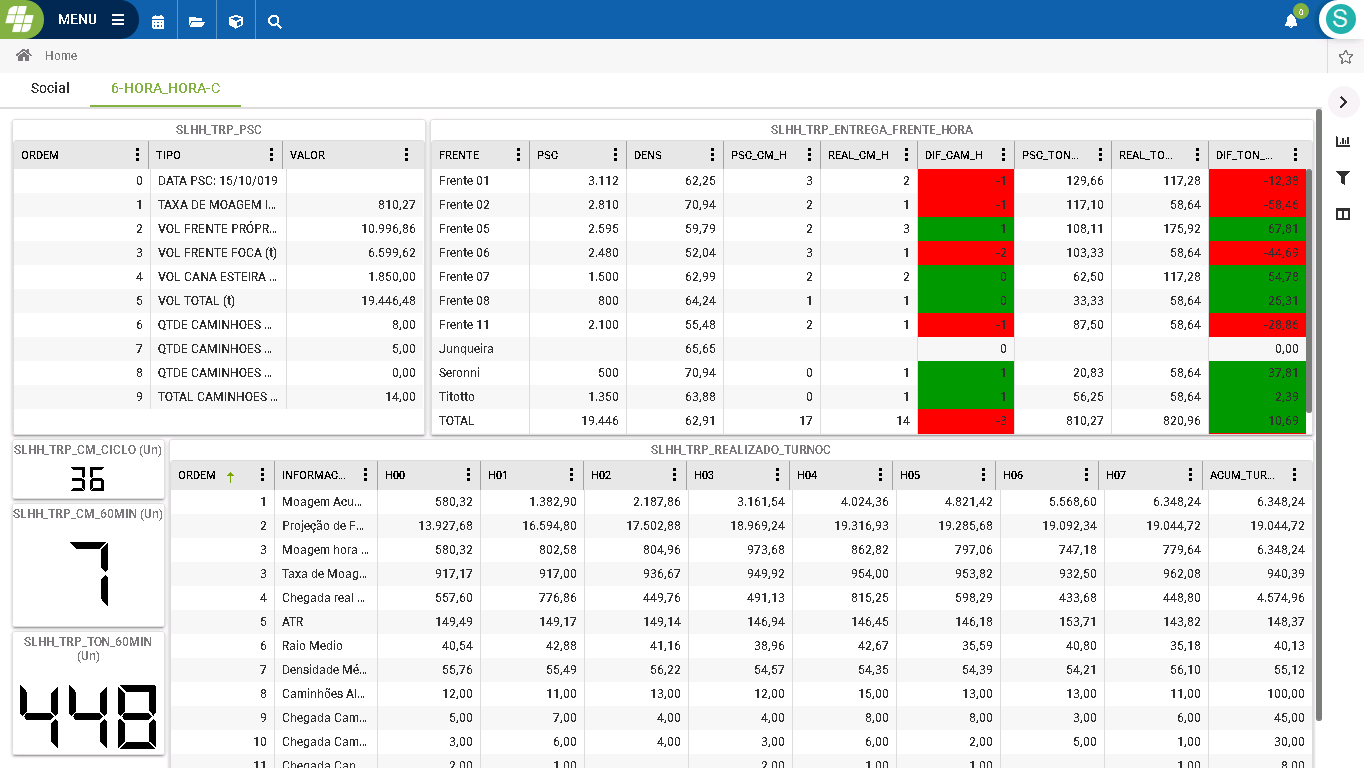 MENU
0
S
Home
Social 6-HORA_HORA-C
SLHH_TRP_PSC
ORDEM TIPO VALOR
0 DATA PSC: 15/10/019
1 TAXA DE MOAGEM I... 810,27
2 VOL FRENTE PRÓPR... 10.996,86
3 VOL FRENTE FOCA (t) 6.599,62
4 VOL CANA ESTEIRA ... 1.850,00
5 VOL TOTAL (t) 19.446,48
6 QTDE CAMINHOES ... 8,00
7 QTDE CAMINHOES ... 5,00
8 QTDE CAMINHOES ... 0,00
9 TOTAL CAMINHOES ... 14,00
SLHH_TRP_ENTREGA_FRENTE_HORA
FRENTE PSC DENS PSC_CM_H REAL_CM_H DIF_CAM_H PSC_TON... REAL_TO... DIF_TON_...
Frente 01 3.112 62,25 3 2 -1 129,66 117,28 -12,38
Frente 02 2.810 70,94 2 1 -1 117,10 58,64 -58,46
Frente 05 2.595 59,79 2 3 1 108,11 175,92 67,81
Frente 06 2.480 52,04 3 1 -2 103,33 58,64 -44,69
Frente 07 1.500 62,99 2 2 0 62,50 117,28 54,78
Frente 08 800 64,24 1 1 0 33,33 58,64 25,31
Frente 11 2.100 55,48 2 1 -1 87,50 58,64 -28,86
Junqueira 65,65 0 0,00
Seronni 500 70,94 0 1 1 20,83 58,64 37,81
Titotto 1.350 63,88 0 1 1 56,25 58,64 2,39
TOTAL 19.446 62,91 17 14 -3 810,27 820,96 10,69
SLHH_TRP_CM_CICLO (Un)
36
SLHH_TRP_CM_60MIN (Un)
7
SLHH_TRP_TON_60MIN
(Un)
448
SLHH_TRP_REALIZADO_TURNOC
ORDEM INFORMAC... H00 H01 H02 H03 H04 H05 H06 H07 ACUM_TUR...
1 Moagem Acu... 580,32 1.382,90 2.187,86 3.161,54 4.024,36 4.821,42 5.568,60 6.348,24 6.348,24
2 Projeção de F... 13.927,68 16.594,80 17.502,88 18.969,24 19.316,93 19.285,68 19.092,34 19.044,72 19.044,72
3 Moagem hora ... 580,32 802,58 804,96 973,68 862,82 797,06 747,18 779,64 6.348,24
3 Taxa de Moag... 917,17 917,00 936,67 949,92 954,00 953,82 932,50 962,08 940,39
4 Chegada real ... 557,60 776,86 449,76 491,13 815,25 598,29 433,68 448,80 4.574,96
5 ATR 149,49 149,17 149,14 146,94 146,45 146,18 153,71 143,82 148,37
6 Raio Medio 40,54 42,88 41,16 38,96 42,67 35,59 40,80 35,18 40,13
7 Densidade Mé... 55,76 55,49 56,22 54,57 54,35 54,39 54,21 56,10 55,12
8 Caminhões Al... 12,00 11,00 13,00 12,00 15,00 13,00 13,00 11,00 100,00
9 Chegada Cam... 5,00 7,00 4,00 4,00 8,00 8,00 3,00 6,00 45,00
10 Chegada Cam... 3,00 6,00 4,00 3,00 6,00 2,00 5,00 1,00 30,00
11 Chegada Can... 2,00 1,00 2,00 1,00 1,00 1,00 8,00